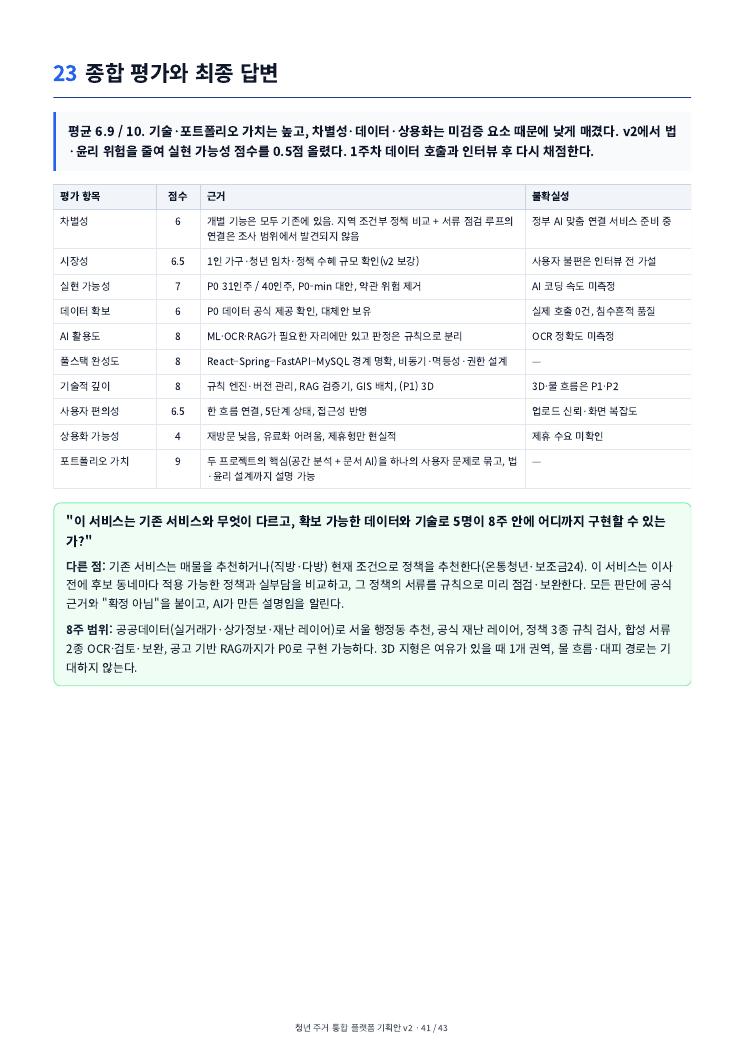 23 종합 평가와 최종 답변
평균 6.9 / 10. 기술·포트폴리오 가치는 높고, 차별성·데이터·상용화는 미검증 요소 때문에 낮게 매겼다. v2에서 법
·윤리 위험을 줄여 실현 가능성 점수를 0.5점 올렸다. 1주차 데이터 호출과 인터뷰 후 다시 채점한다.
평가 항목 점수 근거 불확실성
차별성 6 개별 기능은 모두 기존에 있음. 지역 조건부 정책 비교 + 서류 점검 루프의 정부 AI 맞춤 연결 서비스 준비 중
연결은 조사 범위에서 발견되지 않음
시장성 6.5 1인 가구·청년 임차·정책 수혜 규모 확인(v2 보강) 사용자 불편은 인터뷰 전 가설
실현 가능성 7 P0 31인주 / 40인주, P0-min 대안, 약관 위험 제거 AI 코딩 속도 미측정
데이터 확보 6 P0 데이터 공식 제공 확인, 대체안 보유 실제 호출 0건, 침수흔적 품질
AI 활용도 8 ML·OCR·RAG가 필요한 자리에만 있고 판정은 규칙으로 분리 OCR 정확도 미측정
풀스택 완성도 8 React–Spring–FastAPI–MySQL 경계 명확, 비동기·멱등성·권한 설계 —
기술적 깊이 8 규칙 엔진·버전 관리, RAG 검증기, GIS 배치, (P1) 3D 3D·물 흐름은 P1·P2
사용자 편의성 6.5 한 흐름 연결, 5단계 상태, 접근성 반영 업로드 신뢰·화면 복잡도
상용화 가능성 4 재방문 낮음, 유료화 어려움, 제휴형만 현실적 제휴 수요 미확인
포트폴리오 가치 9 두 프로젝트의 핵심(공간 분석 + 문서 AI)을 하나의 사용자 문제로 묶고, 법 —
·윤리 설계까지 설명 가능
"이 서비스는 기존 서비스와 무엇이 다르고, 확보 가능한 데이터와 기술로 5명이 8주 안에 어디까지 구현할 수 있는
가?"
다른 점: 기존 서비스는 매물을 추천하거나(직방·다방) 현재 조건으로 정책을 추천한다(온통청년·보조금24). 이 서비스는 이사
전에 후보 동네마다 적용 가능한 정책과 실부담을 비교하고, 그 정책의 서류를 규칙으로 미리 점검·보완한다. 모든 판단에 공식
근거와 "확정 아님"을 붙이고, AI가 만든 설명임을 알린다.
8주 범위: 공공데이터(실거래가·상가정보·재난 레이어)로 서울 행정동 추천, 공식 재난 레이어, 정책 3종 규칙 검사, 합성 서류
2종 OCR·검토·보완, 공고 기반 RAG까지가 P0로 구현 가능하다. 3D 지형은 여유가 있을 때 1개 권역, 물 흐름·대피 경로는 기
대하지 않는다.
청년 주거 통합 플랫폼 기획안 v2 · 41 / 43